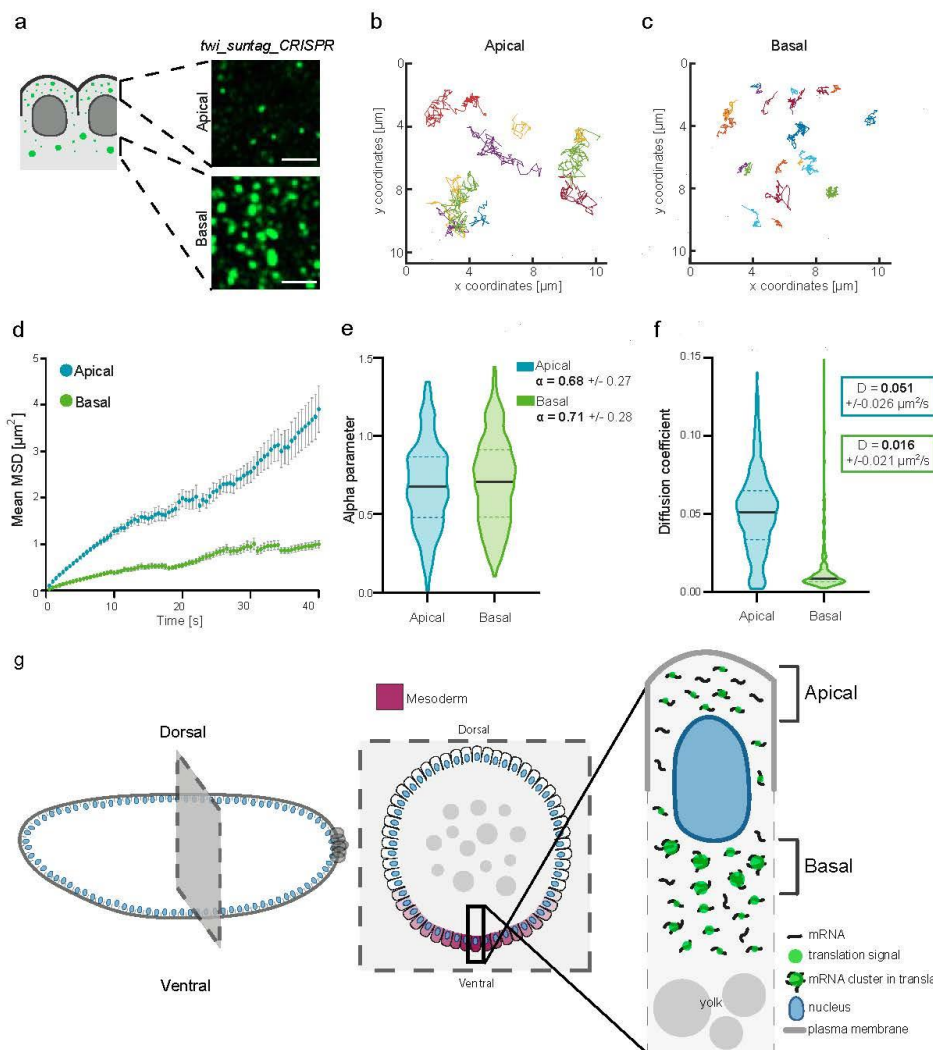 a
twi_suntag_CRISPR
Apical
Basal
b
Apical
0
4
8
10
y coordinates [µm]
0
4
8
10
x coordinates [µm]
c
Basal
0
4
8
10
y coordinates [µm]
0
4
8
10
x coordinates [µm]
d
Apical
Basal
5
4
3
2
1
0
Mean MSD [µm²]
0
10
20
30
40
Time [s]
e
1.5
1.0
0.5
0.0
Alpha parameter
Apical
Basal
Apical
α = 0.68 +/- 0.27
Basal
α = 0.71 +/- 0.28
f
0.15
0.10
0.05
0.00
Diffusion coefficient
Apical
Basal
D = 0.051
+/-0.026 µm²/s
D = 0.016
+/-0.021 µm²/s
g
Dorsal
Ventral
Mesoderm
Dorsal
Ventral
Apical
Basal
yolk
mRNA
translation signal
mRNA cluster in transla
nucleus
plasma membrane